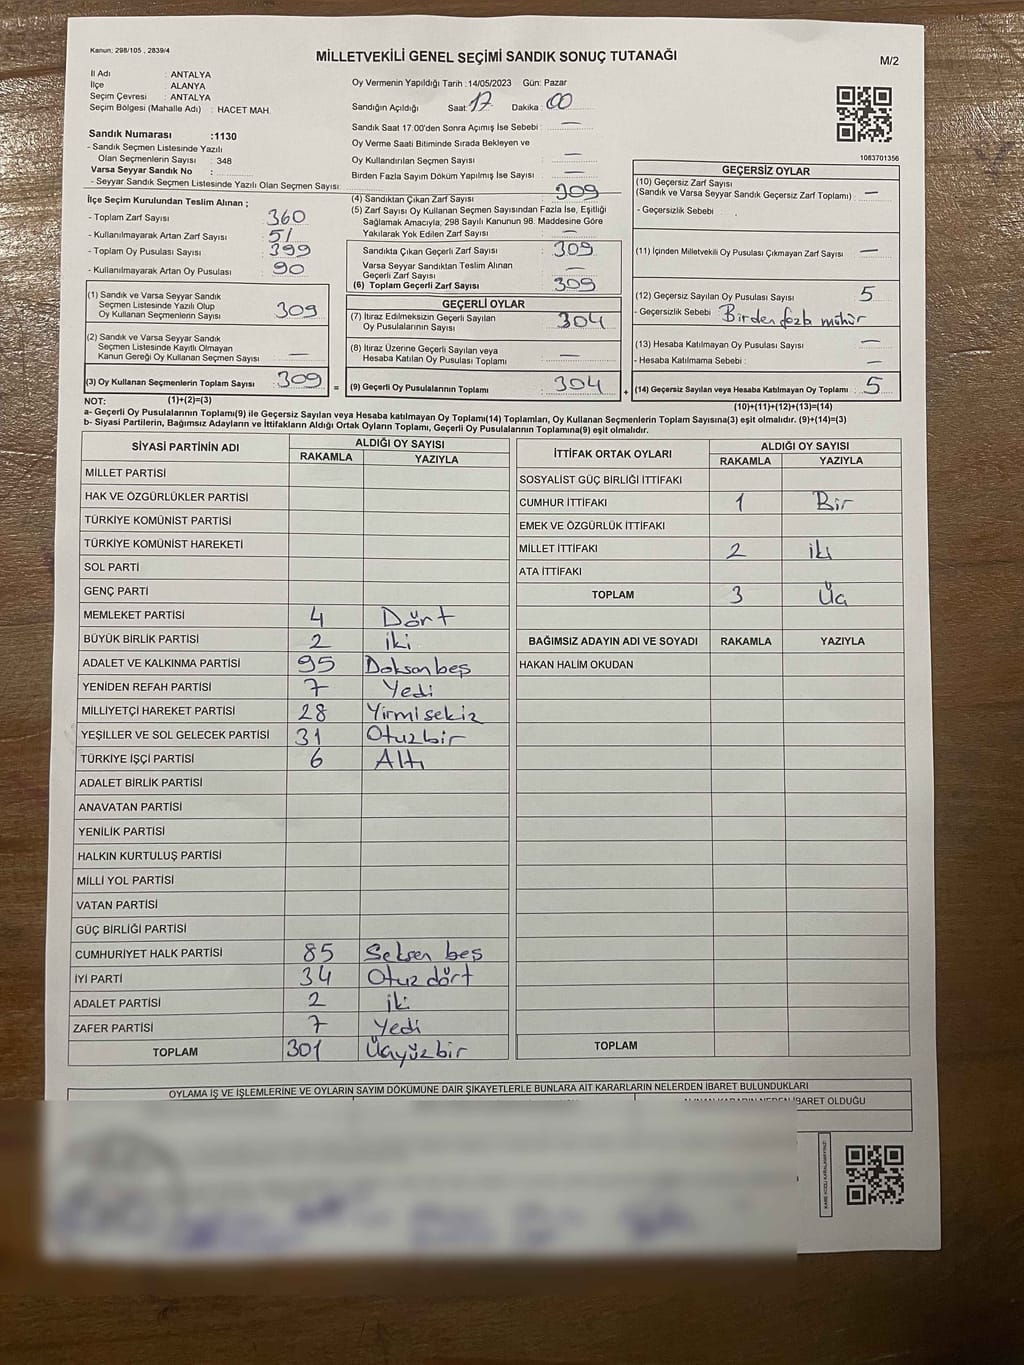 Kanun: 298/105 , 2839/4
MİLLETVEKİLİ GENEL SEÇİMİ SANDIK SONUÇ TUTANAĞI
M/2
İl Adı : ANTALYA
İlçe : ALANYA
Seçim Çevresi : ANTALYA
Seçim Bölgesi (Mahalle Adı) : HACET MAH.
Oy Vermenin Yapıldığı Tarih :14/05/2023 Gün: Pazar
Sandığın Açıldığı Saat: 17 Dakika: 00
Sandık Saat 17.00'den Sonra Açımış İse Sebebi : —
Oy Verme Saati Bitiminde Sırada Bekleyen ve
Oy Kullandırılan Seçmen Sayısı —
Birden Fazla Sayım Döküm Yapılmış İse Sayısı —
Sandık Numarası :1130
- Sandık Seçmen Listesinde Yazılı
Olan Seçmenlerin Sayısı : 348
Varsa Seyyar Sandık No :
- Seyyar Sandık Seçmen Listesinde Yazılı Olan Seçmen Sayısı:
İlçe Seçim Kurulundan Teslim Alınan ;
- Toplam Zarf Sayısı : 360
- Kullanılmayarak Artan Zarf Sayısı : 51
- Toplam Oy Pusulası Sayısı : 399
- Kullanılmayarak Artan Oy Pusulası : 90
(1) Sandık ve Varsa Seyyar Sandık
Seçmen Listesinde Yazılı Olup
Oy Kullanan Seçmenlerin Sayısı 309
(2) Sandık ve Varsa Seyyar Sandık
Seçmen Listesinde Kayıtlı Olmayan
Kanun Gereği Oy Kullanan Seçmen Sayısı —
(3) Oy Kullanan Seçmenlerin Toplam Sayısı 309 =
(4) Sandıktan Çıkan Zarf Sayısı 309
(5) Zarf Sayısı Oy Kullanan Seçmen Sayısından Fazla İse, Eşitliği
Sağlamak Amacıyla, 298 Sayılı Kanunun 98. Maddesine Göre
Yakılarak Yok Edilen Zarf Sayısı —
Sandıkta Çıkan Geçerli Zarf Sayısı 309
Varsa Seyyar Sandıktan Teslim Alınan
Geçerli Zarf Sayısı —
(6) Toplam Geçerli Zarf Sayısı 309
GEÇERLİ OYLAR
(7) İtiraz Edilmeksizin Geçerli Sayılan
Oy Pusulalarının Sayısı 304
(8) İtiraz Üzerine Geçerli Sayılan veya
Hesaba Katılan Oy Pusulası Toplamı —
(9) Geçerli Oy Pusulalarının Toplamı 304 +
1083701356
GEÇERSİZ OYLAR
(10) Geçersiz Zarf Sayısı
(Sandık ve Varsa Seyyar Sandık Geçersiz Zarf Toplamı) : —
- Geçersizlik Sebebi :
(11) İçinden Milletvekili Oy Pusulası Çıkmayan Zarf Sayısı —
(12) Geçersiz Sayılan Oy Pusulası Sayısı 5
- Geçersizlik Sebebi : Birden fazla mühür
(13) Hesaba Katılmayan Oy Pusulası Sayısı —
- Hesaba Katılmama Sebebi : —
(14) Geçersiz Sayılan veya Hesaba Katılmayan Oy Toplamı 5
NOT: (1)+(2)=(3)
(10)+(11)+(12)+(13)=(14)
a- Geçerli Oy Pusulalarının Toplamı(9) ile Geçersiz Sayılan veya Hesaba katılmayan Oy Toplamı(14) Toplamları, Oy Kullanan Seçmenlerin Toplam Sayısına(3) eşit olmalıdır. (9)+(14)=(3)
b- Siyasi Partilerin, Bağımsız Adayların ve İttifakların Aldığı Ortak Oyların Toplamı, Geçerli Oy Pusulalarının Toplamına(9) eşit olmalıdır.
SİYASİ PARTİNİN ADI ALDIĞI OY SAYISI
RAKAMLA YAZIYLA
MİLLET PARTİSİ
HAK VE ÖZGÜRLÜKLER PARTİSİ
TÜRKİYE KOMÜNİST PARTİSİ
TÜRKİYE KOMÜNİST HAREKETİ
SOL PARTİ
GENÇ PARTİ
MEMLEKET PARTİSİ 4 Dört
BÜYÜK BİRLİK PARTİSİ 2 iki
ADALET VE KALKINMA PARTİSİ 95 Doksanbeş
YENİDEN REFAH PARTİSİ 7 Yedi
MİLLİYETÇİ HAREKET PARTİSİ 28 Yirmisekiz
YEŞİLLER VE SOL GELECEK PARTİSİ 31 Otuzbir
TÜRKİYE İŞÇİ PARTİSİ 6 Altı
ADALET BİRLİK PARTİSİ
ANAVATAN PARTİSİ
YENİLİK PARTİSİ
HALKIN KURTULUŞ PARTİSİ
MİLLİ YOL PARTİSİ
VATAN PARTİSİ
GÜÇ BİRLİĞİ PARTİSİ
CUMHURİYET HALK PARTİSİ 85 Seksen beş
İYİ PARTİ 34 Otuz dört
ADALET PARTİSİ 2 iki
ZAFER PARTİSİ 7 Yedi
TOPLAM 301 Üçyüzbir
İTTİFAK ORTAK OYLARI ALDIĞI OY SAYISI
RAKAMLA YAZIYLA
SOSYALİST GÜÇ BİRLİĞİ İTTİFAKI
CUMHUR İTTİFAKI 1 Bir
EMEK VE ÖZGÜRLÜK İTTİFAKI
MİLLET İTTİFAKI 2 iki
ATA İTTİFAKI
TOPLAM 3 Üç
BAĞIMSIZ ADAYIN ADI VE SOYADI RAKAMLA YAZIYLA
HAKAN HALİM OKUDAN
TOPLAM
OYLAMA İŞ VE İŞLEMLERİNE VE OYLARIN SAYIM DÖKÜMÜNE DAİR ŞİKAYETLERLE BUNLARA AİT KARARLARIN NELERDEN İBARET BULUNDUKLARI
İBARET OLDUĞU